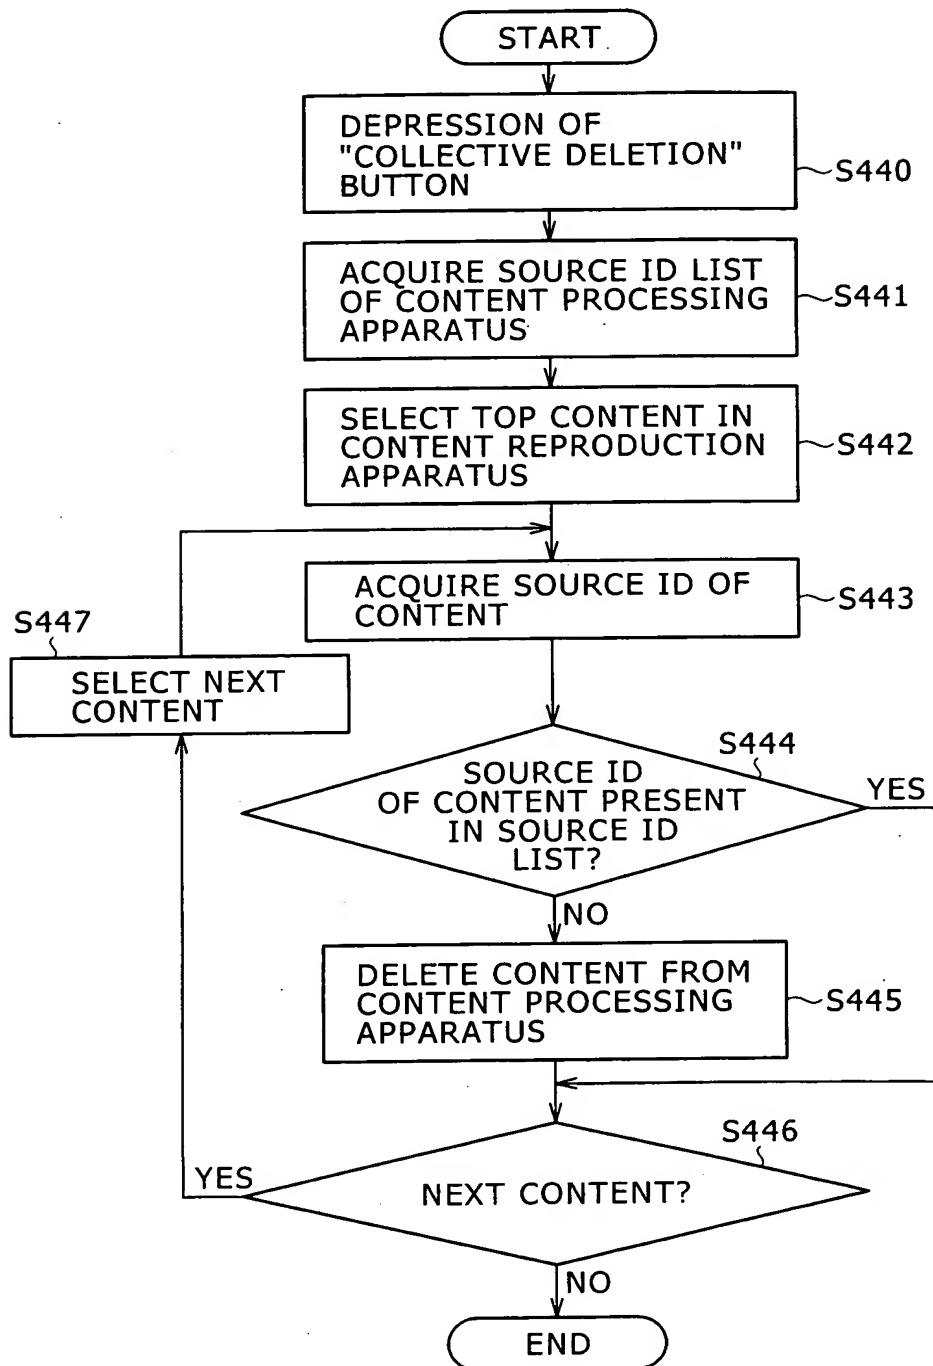 START
DEPRESSION OF
"COLLECTIVE DELETION"
BUTTON
S440
ACQUIRE SOURCE ID LIST
OF CONTENT PROCESSING
APPARATUS
S441
SELECT TOP CONTENT IN
CONTENT REPRODUCTION
APPARATUS
S442
ACQUIRE SOURCE ID OF
CONTENT
S443
S447
SELECT NEXT
CONTENT
S444
SOURCE ID
OF CONTENT PRESENT
IN SOURCE ID
LIST?
YES
NO
DELETE CONTENT FROM
CONTENT PROCESSING
APPARATUS
S445
S446
YES
NEXT CONTENT?
NO
END